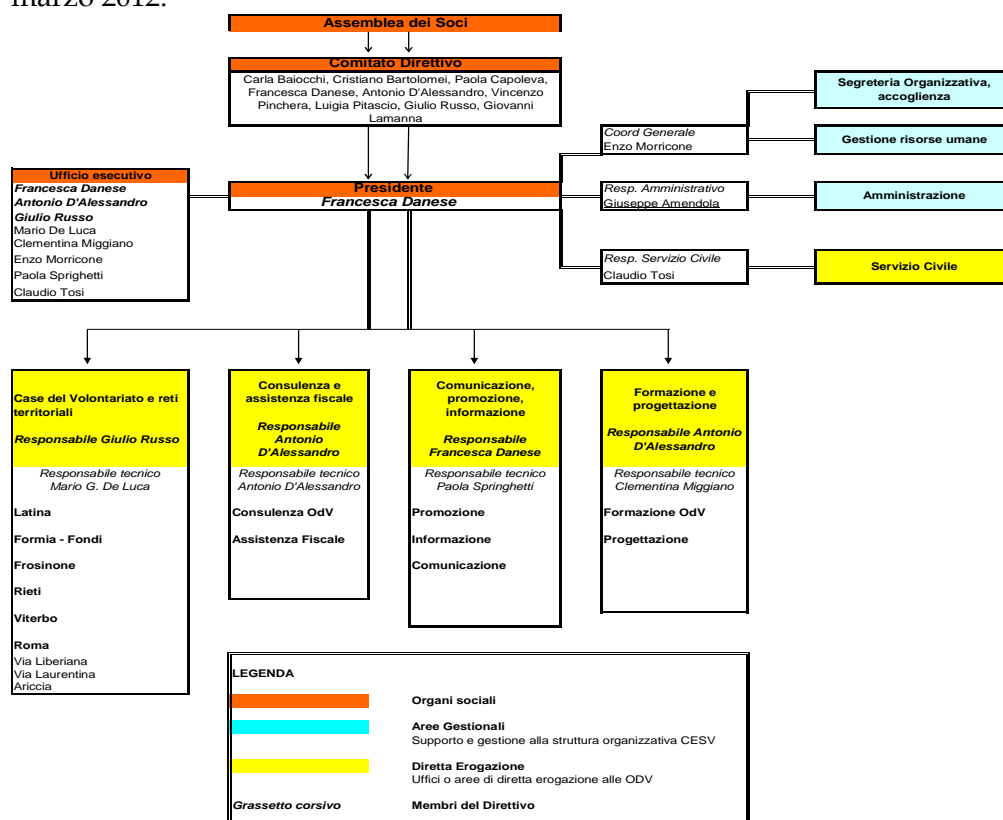 marzo 2012.
Assemblea dei Soci
Comitato Direttivo
Carla Baiocchi, Cristiano Bartolomei, Paola Capoleva,
Francesca Danese, Antonio D'Alessandro, Vincenzo
Pinchera, Luigia Pitascio, Giulio Russo, Giovanni
Lamanna
Segreteria Organizzativa,
accoglienza
Coord Generale
Enzo Morricone
Gestione risorse umane
Ufficio esecutivo
Francesca Danese
Antonio D'Alessandro
Giulio Russo
Mario De Luca
Clementina Miggiano
Enzo Morricone
Paola Sprighetti
Claudio Tosi
Presidente
Francesca Danese
Resp. Amministrativo
Giuseppe Amendola
Amministrazione
Resp. Servizio Civile
Claudio Tosi
Servizio Civile
Case del Volontariato e reti
territoriali
Responsabile Giulio Russo
Responsabile tecnico
Mario G. De Luca
Latina
Formia - Fondi
Frosinone
Rieti
Viterbo
Roma
Via Liberiana
Via Laurentina
Ariccia
Consulenza e
assistenza fiscale
Responsabile
Antonio
D'Alessandro
Responsabile tecnico
Antonio D'Alessandro
Consulenza OdV
Assistenza Fiscale
Comunicazione,
promozione,
informazione
Responsabile
Francesca Danese
Responsabile tecnico
Paola Springhetti
Promozione
Informazione
Comunicazione
Formazione e
progettazione
Responsabile Antonio
D'Alessandro
Responsabile tecnico
Clementina Miggiano
Formazione OdV
Progettazione
LEGENDA
Organi sociali
Aree Gestionali
Supporto e gestione alla struttura organizzativa CESV
Diretta Erogazione
Uffici o aree di diretta erogazione alle ODV
Grassetto corsivo
Membri del Direttivo